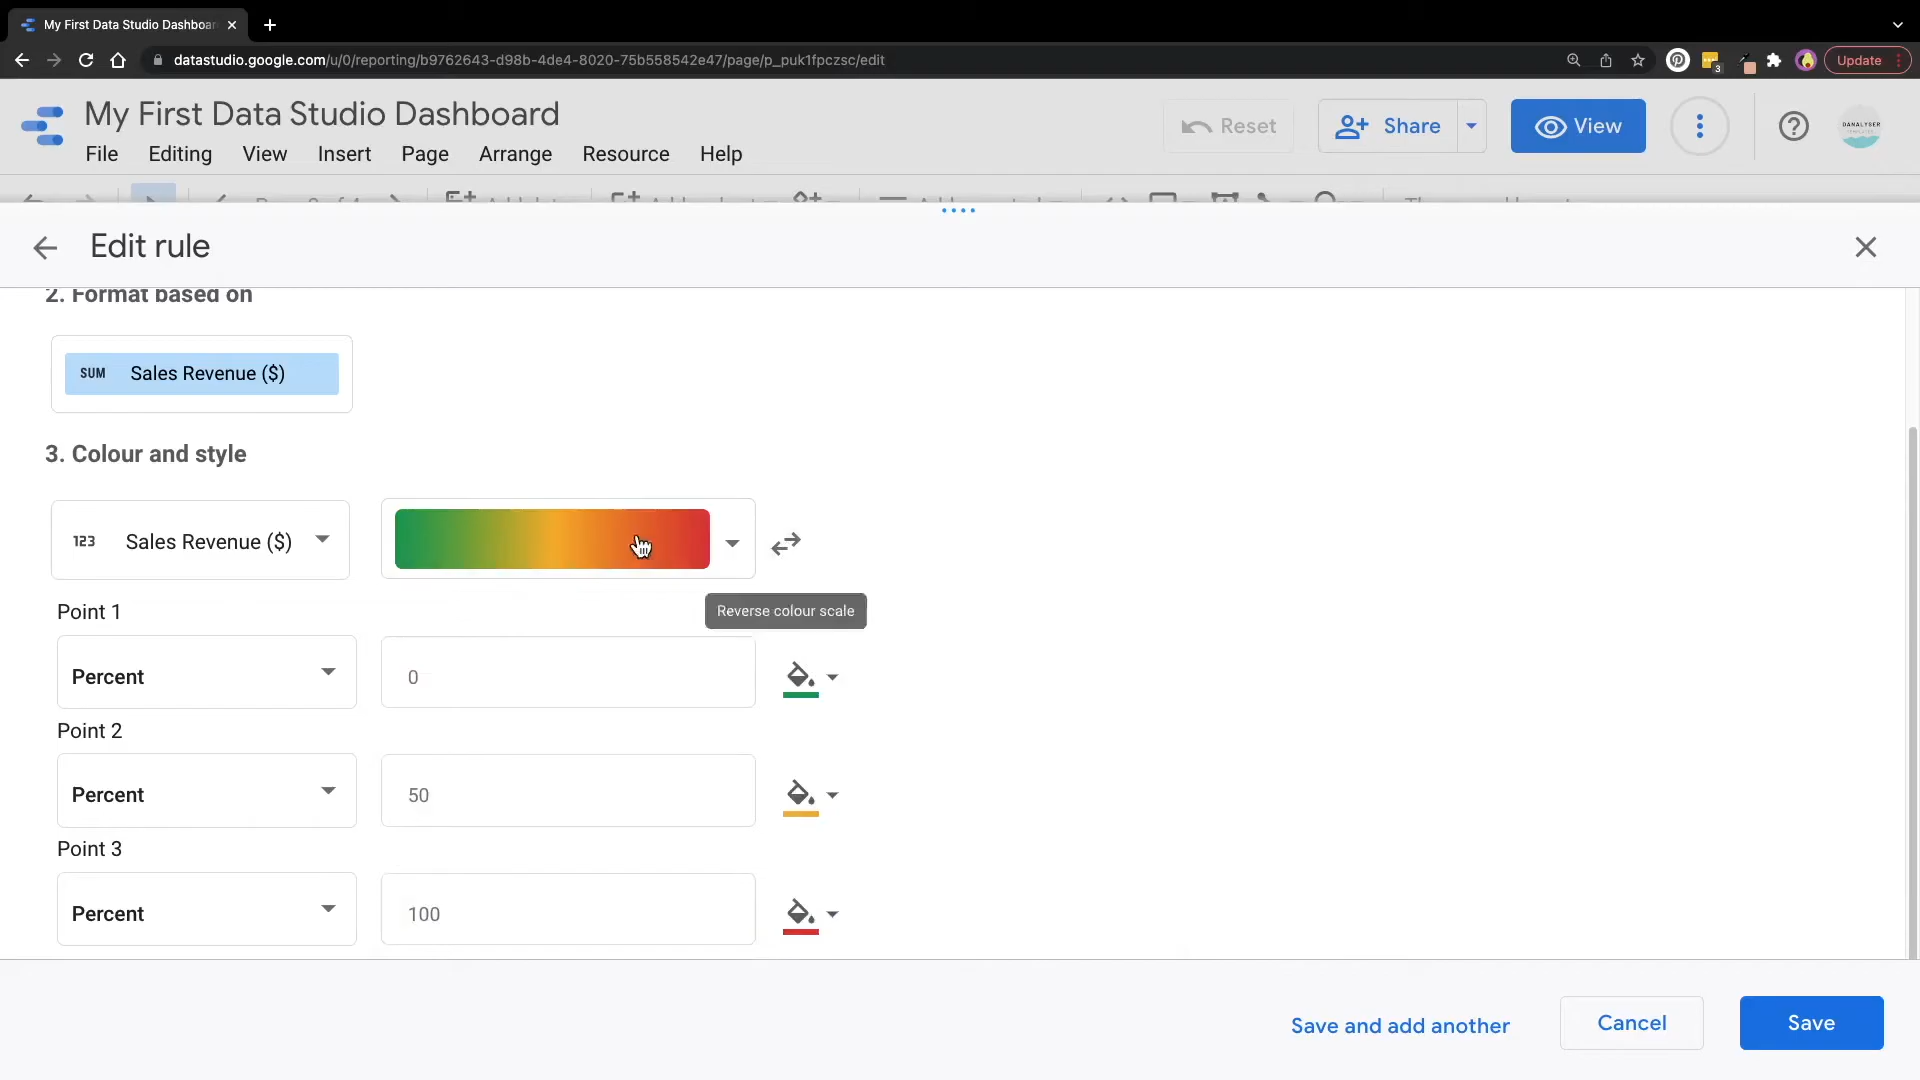 My First Data Studio Dashboar
datastudio.google.com/u/0/reporting/b9762643-d98b-4de4-8020-75b558542e47/page/p_puk1fpczsc/edit
3
Update
My First Data Studio Dashboard
Reset
Share
View
DANALYSER
File Editing View Insert Page Arrange Resource Help
Edit rule
2. Format based on
SUM Sales Revenue ($)
3. Colour and style
123 Sales Revenue ($)
Point 1
Reverse colour scale
Percent 0
Point 2
Percent 50
Point 3
Percent 100
Save and add another
Cancel
Save